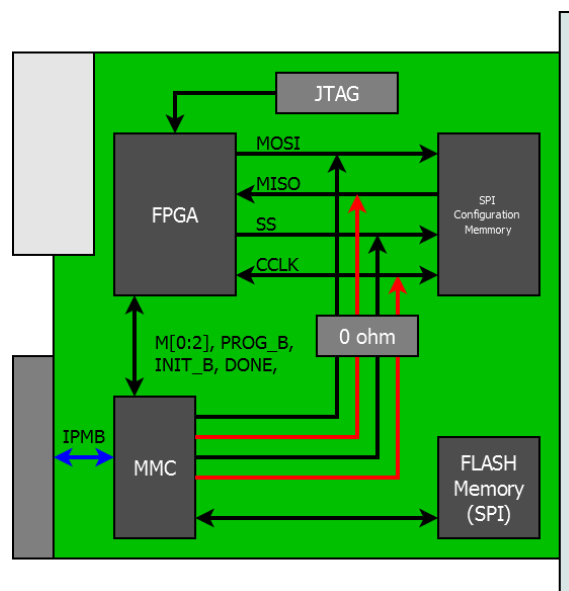 JTAG
MOSI
MISO
FPGA
SS
CCLK
SPI
Configuration
Memmory
M[0:2], PROG_B,
INIT_B, DONE,
0 ohm
IPMB
MMC
FLASH
Memory
(SPI)